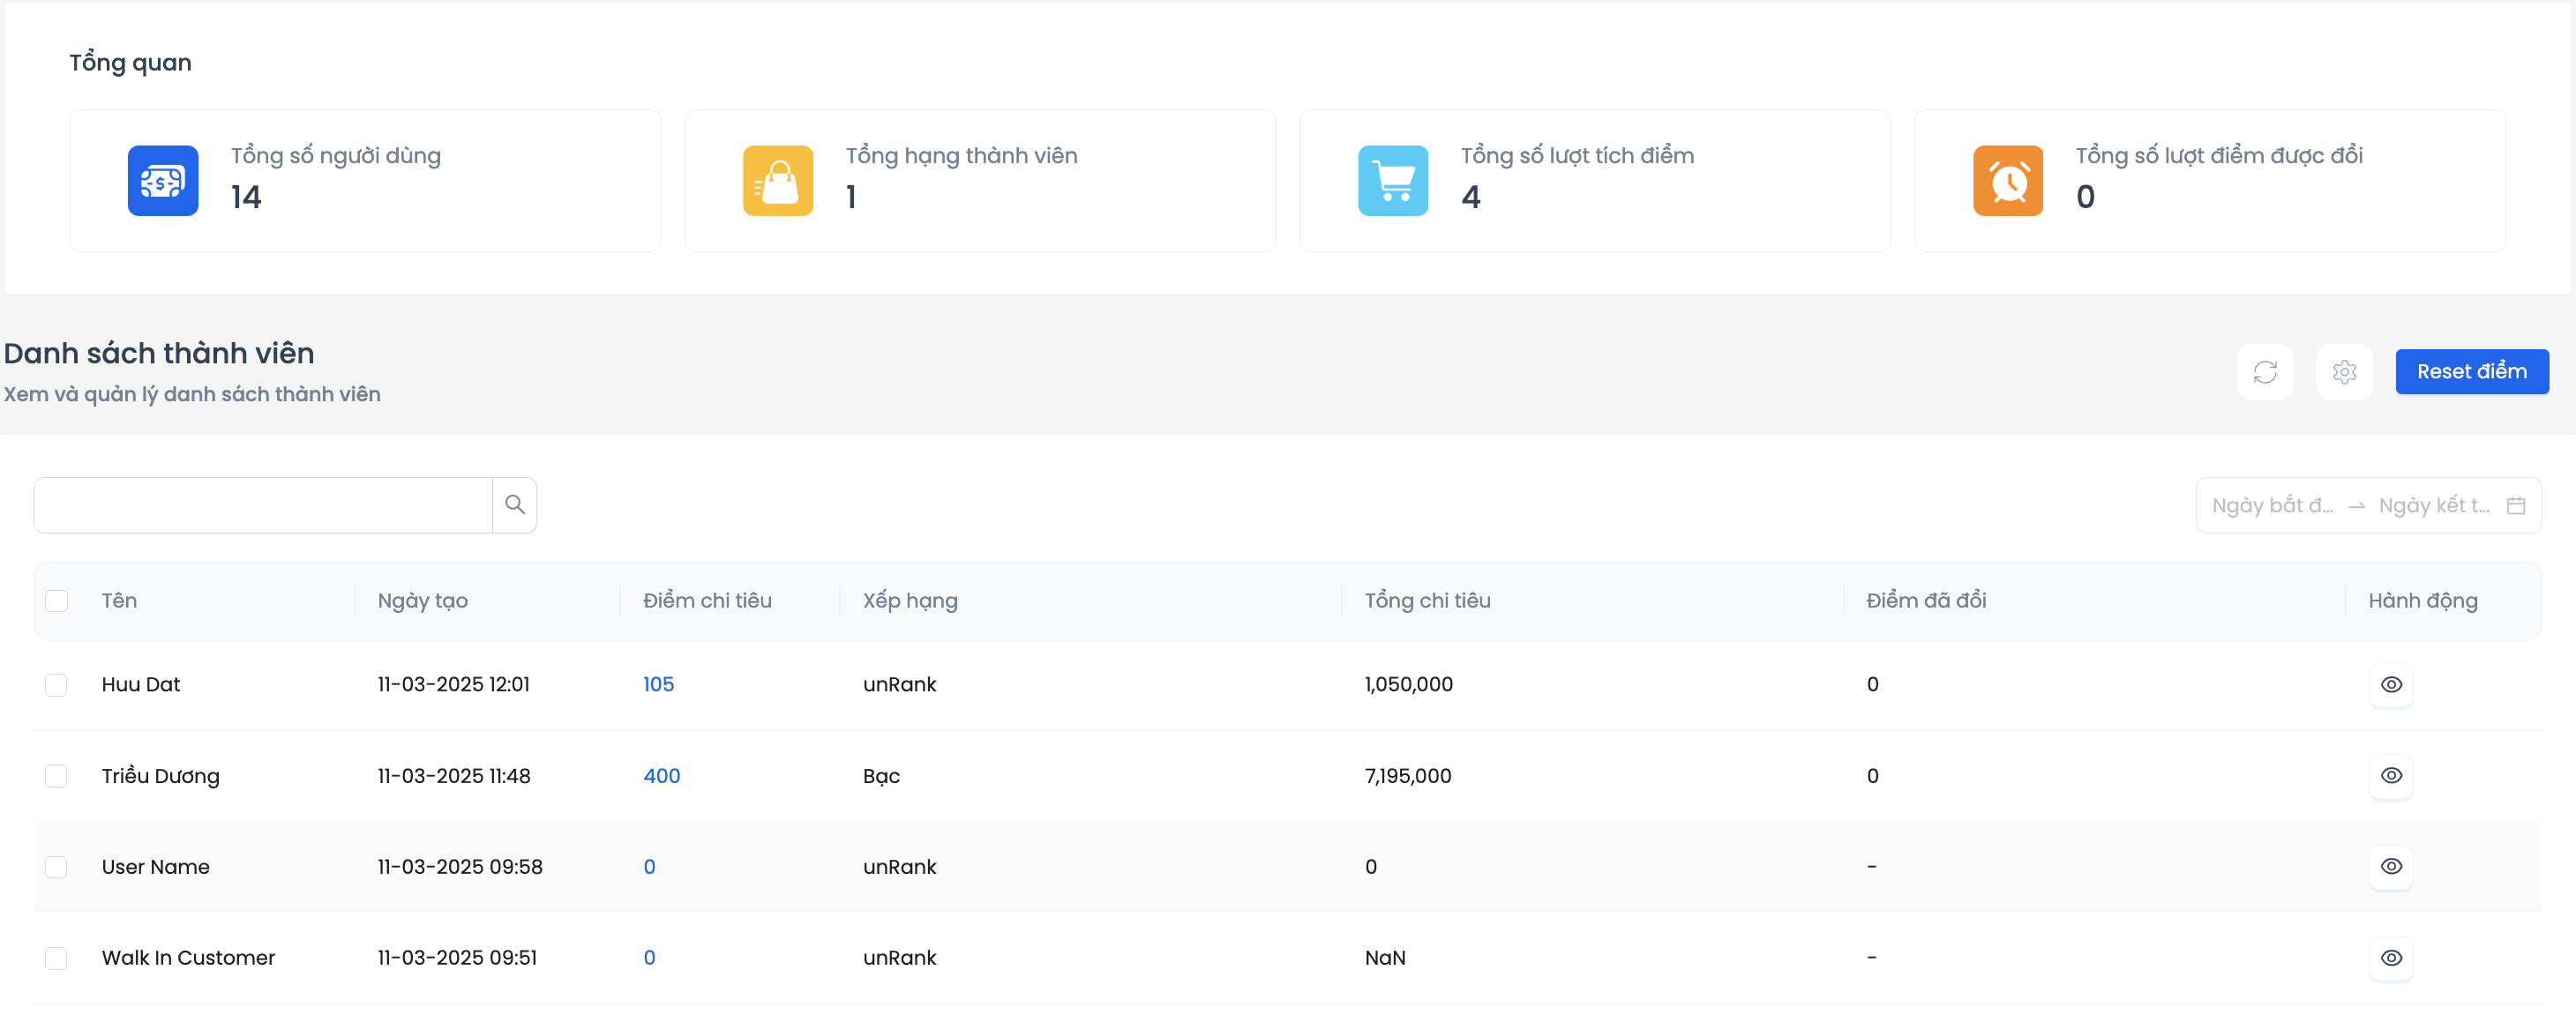 Tổng quan
Tổng số người dùng
14
Tổng hạng thành viên
1
Tổng số lượt tích điểm
4
Tổng số lượt điểm được đổi
0
Danh sách thành viên
Xem và quản lý danh sách thành viên
Reset điểm
Ngày bắt đ... → Ngày kết t...
Tên Ngày tạo Điểm chi tiêu Xếp hạng Tổng chi tiêu Điểm đã đổi Hành động
Huu Dat 11-03-2025 12:01 105 unRank 1,050,000 0
Triều Dương 11-03-2025 11:48 400 Bạc 7,195,000 0
User Name 11-03-2025 09:58 0 unRank 0 -
Walk In Customer 11-03-2025 09:51 0 unRank NaN -